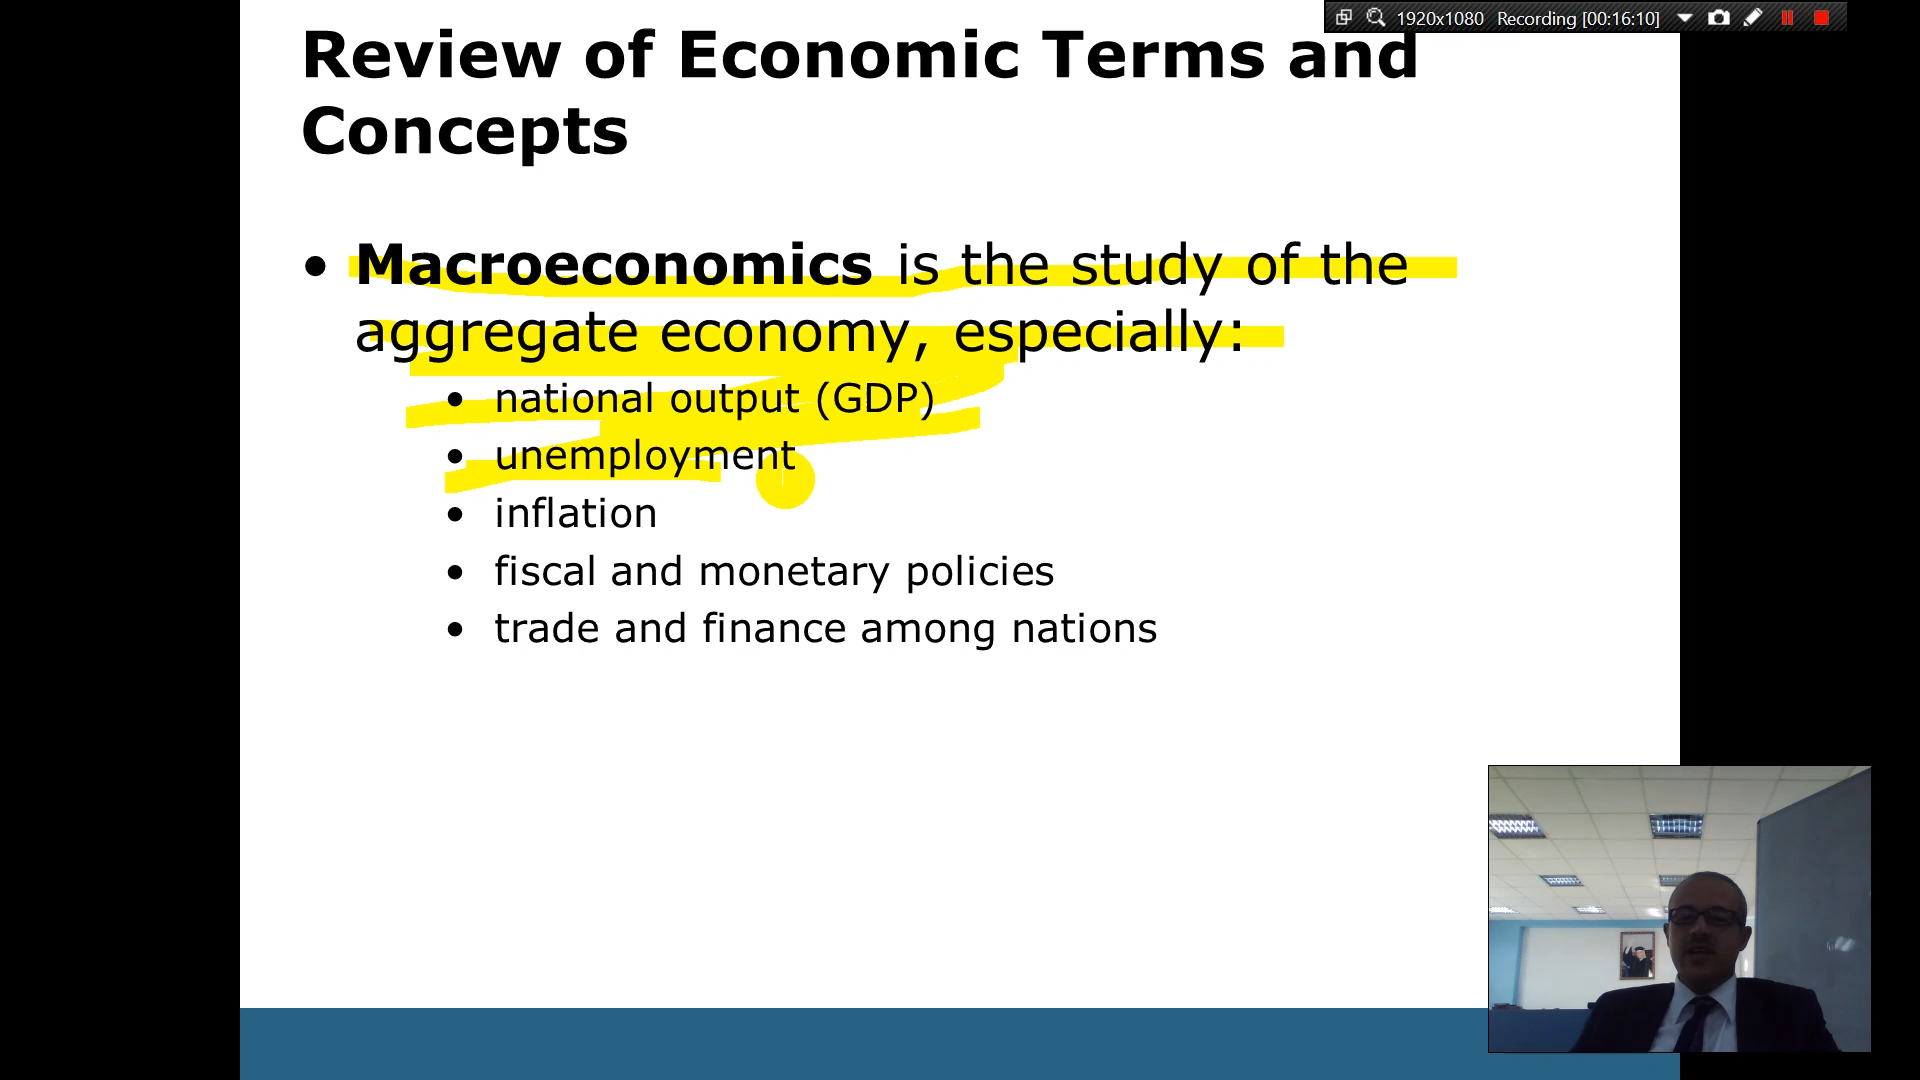 1920x1080 Recording [00:16:10]
Review of Economic Terms and
Concepts
• Macroeconomics is the study of the
aggregate economy, especially:
• national output (GDP)
• unemployment
• inflation
• fiscal and monetary policies
• trade and finance among nations